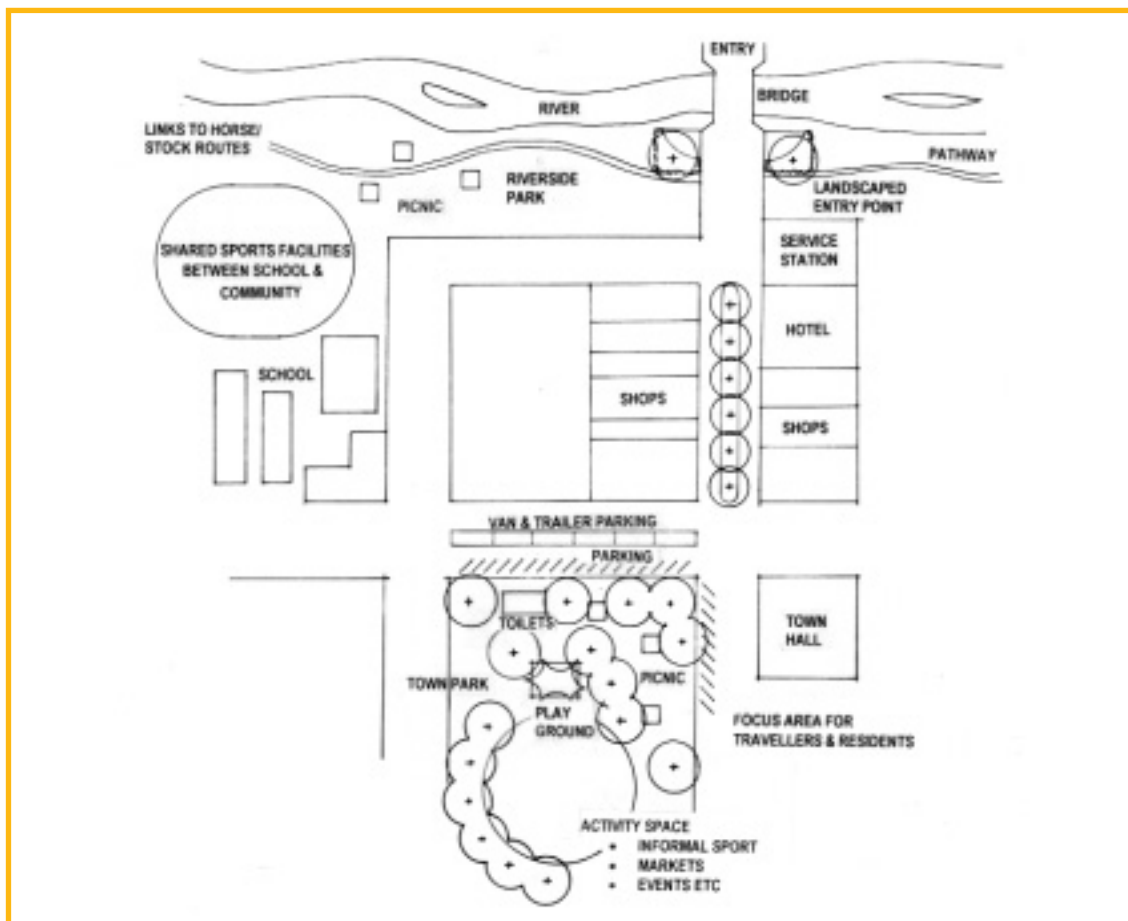 ENTRY
BRIDGE
RIVER
LINKS TO HORSE/
STOCK ROUTES
PATHWAY
RIVERSIDE
PARK
PICNIC
LANDSCAPED
ENTRY POINT
SHARED SPORTS FACILITIES
BETWEEN SCHOOL &
COMMUNITY
SERVICE
STATION
HOTEL
SCHOOL
SHOPS
SHOPS
VAN & TRAILER PARKING
PARKING
TOILETS
TOWN
HALL
TOWN PARK
PICNIC
PLAY
GROUND
FOCUS AREA FOR
TRAVELLERS & RESIDENTS
ACTIVITY SPACE
+ INFORMAL SPORT
+ MARKETS
+ EVENTS ETC